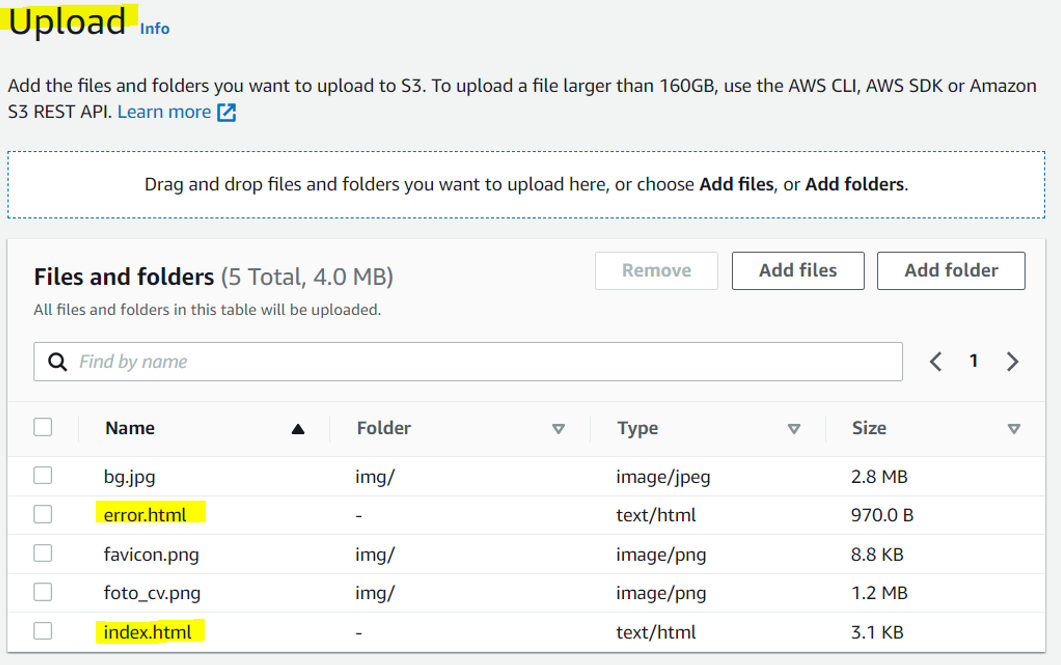 Upload Info
Add the files and folders you want to upload to S3. To upload a file larger than 160GB, use the AWS CLI, AWS SDK or Amazon
S3 REST API. Learn more
Drag and drop files and folders you want to upload here, or choose Add files, or Add folders.
Files and folders (5 Total, 4.0 MB) Remove Add files Add folder
All files and folders in this table will be uploaded.
Find by name 1
Name Folder Type Size
bg.jpg img/ image/jpeg 2.8 MB
error.html - text/html 970.0 B
favicon.png img/ image/png 8.8 KB
foto_cv.png img/ image/png 1.2 MB
index.html - text/html 3.1 KB